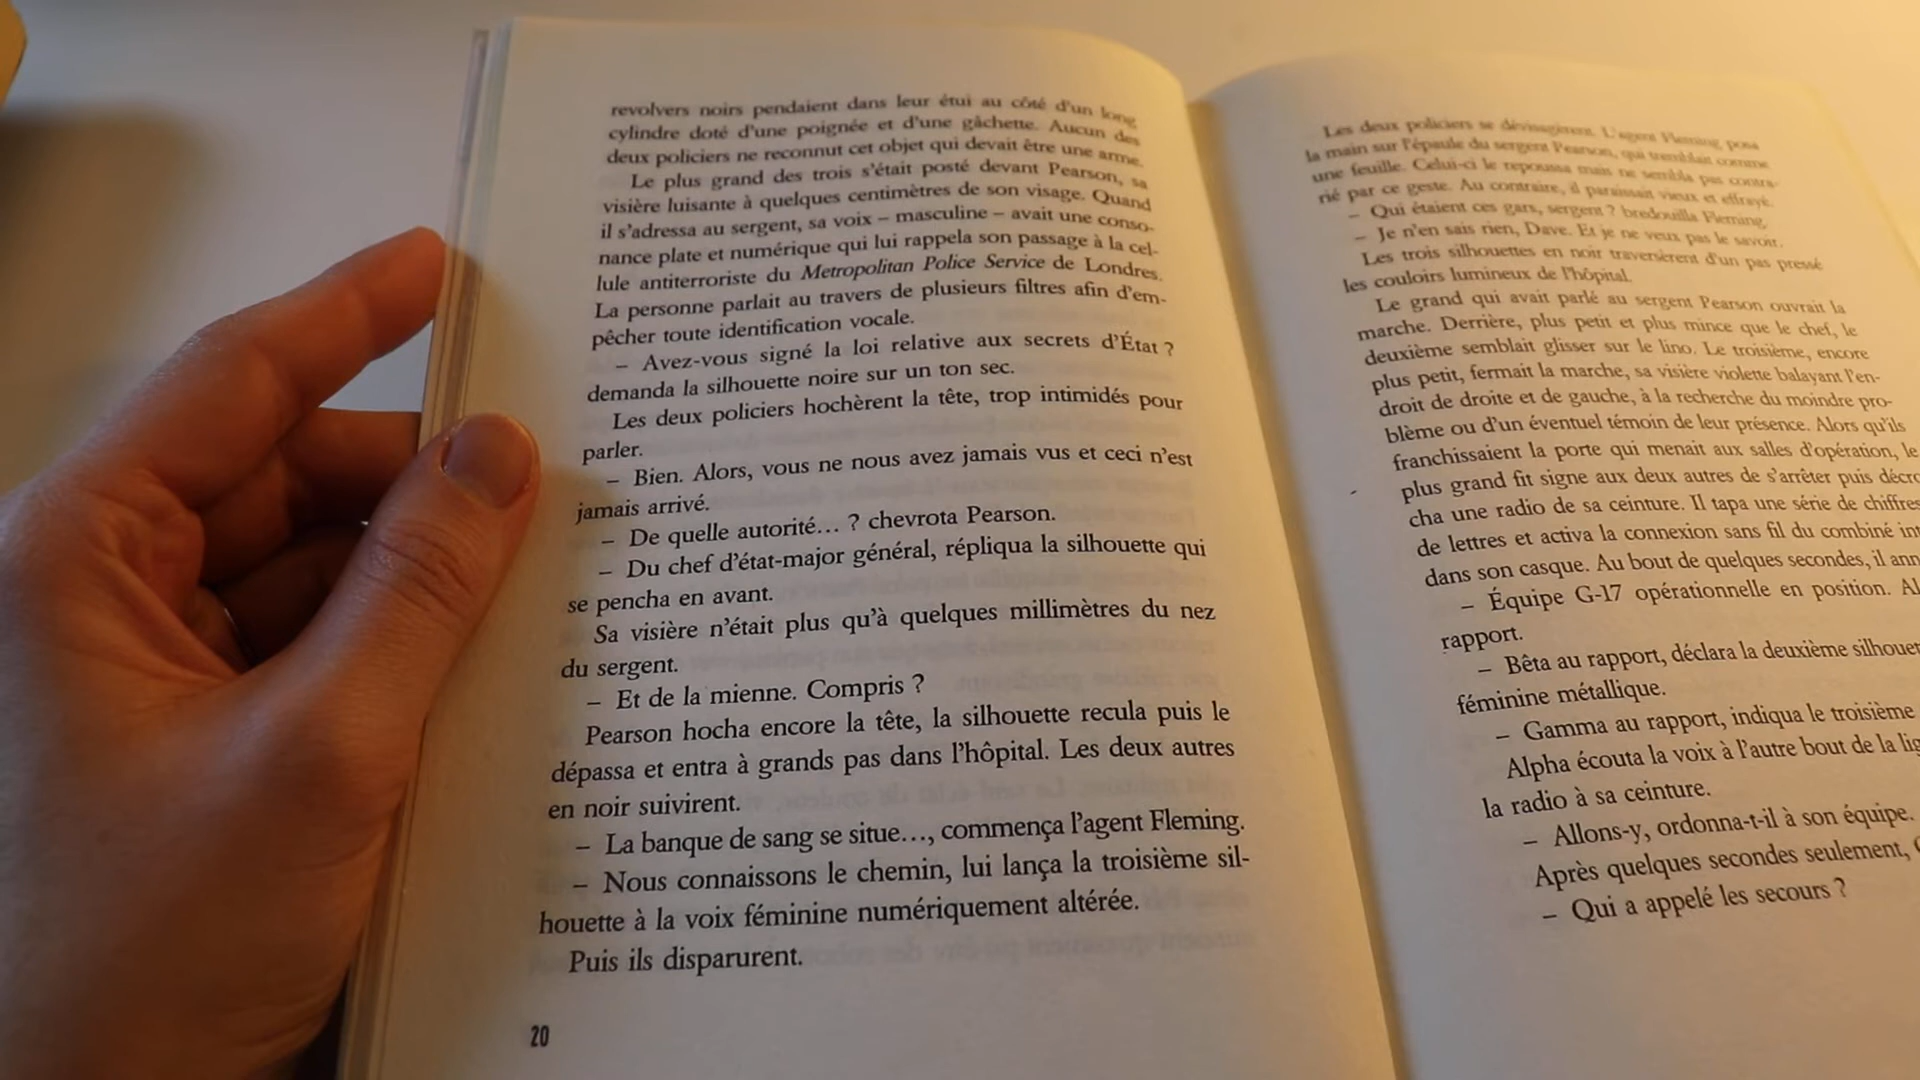 revolvers noirs pendaient dans leur étui au côté d'un long
cylindre doté d'une poignée et d'une gâchette. Aucun des
deux policiers ne reconnut cet objet qui devait être une arme.
Le plus grand des trois s'était posté devant Pearson, sa
visière luisante à quelques centimètres de son visage. Quand
il s'adressa au sergent, sa voix – masculine – avait une conso-
nance plate et numérique qui lui rappela son passage à la cel-
lule antiterroriste du Metropolitan Police Service de Londres.
La personne parlait au travers de plusieurs filtres afin d'em-
pêcher toute identification vocale.
– Avez-vous signé la loi relative aux secrets d'État ?
demanda la silhouette noire sur un ton sec.
Les deux policiers hochèrent la tête, trop intimidés pour
parler.
– Bien. Alors, vous ne nous avez jamais vus et ceci n'est
jamais arrivé.
– De quelle autorité… ? chevrota Pearson.
– Du chef d'état-major général, répliqua la silhouette qui
se pencha en avant.
Sa visière n'était plus qu'à quelques millimètres du nez
du sergent.
– Et de la mienne. Compris ?
Pearson hocha encore la tête, la silhouette recula puis le
dépassa et entra à grands pas dans l'hôpital. Les deux autres
en noir suivirent.
– La banque de sang se situe…, commença l'agent Fleming.
– Nous connaissons le chemin, lui lança la troisième sil-
houette à la voix féminine numériquement altérée.
Puis ils disparurent.
20
Les deux policiers se dévisagèrent. L'agent Fleming posa
la main sur l'épaule du sergent Pearson, qui tremblait comme
une feuille. Celui-ci le repoussa mais ne sembla pas contra-
rié par ce geste. Au contraire, il paraissait vieux et effrayé.
– Qui étaient ces gars, sergent ? bredouilla Fleming.
– Je n'en sais rien, Dave. Et je ne veux pas le savoir.
Les trois silhouettes en noir traversèrent d'un pas pressé
les couloirs lumineux de l'hôpital.
Le grand qui avait parlé au sergent Pearson ouvrait la
marche. Derrière, plus petit et plus mince que le chef, le
deuxième semblait glisser sur le lino. Le troisième, encore
plus petit, fermait la marche, sa visière violette balayant l'en-
droit de droite et de gauche, à la recherche du moindre pro-
blème ou d'un éventuel témoin de leur présence. Alors qu'ils
franchissaient la porte qui menait aux salles d'opération, le
plus grand fit signe aux deux autres de s'arrêter puis décro
cha une radio de sa ceinture. Il tapa une série de chiffres
de lettres et activa la connexion sans fil du combiné
dans son casque. Au bout de quelques secondes, il
– Équipe G-17 opérationnelle en position.
rapport.
– Bêta au rapport, déclara la deuxième
féminine métallique.
– Gamma au rapport, indiqua le troisième
Alpha écouta la voix à l'autre bout de la
la radio à sa ceinture.
– Allons-y, ordonna-t-il à son équipe.
Après quelques secondes seulement,
– Qui a appelé les secours ?